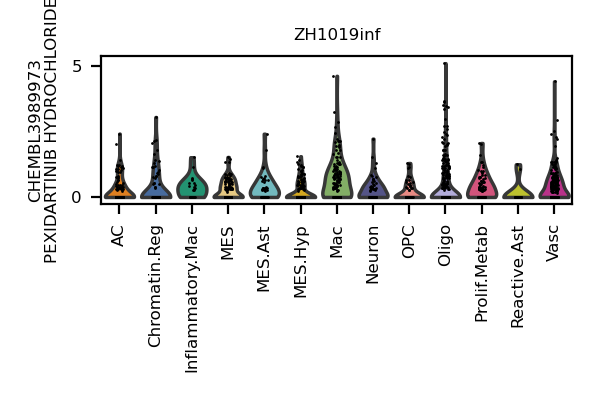 ZH1019inf
CHEMBL3989973
PEXIDARTINIB HYDROCHLORIDE
5
0
AC
Chromatin.Reg
Inflammatory.Mac
MES
MES.Ast
MES.Hyp
Mac
Neuron
OPC
Oligo
Prolif.Metab
Reactive.Ast
Vasc